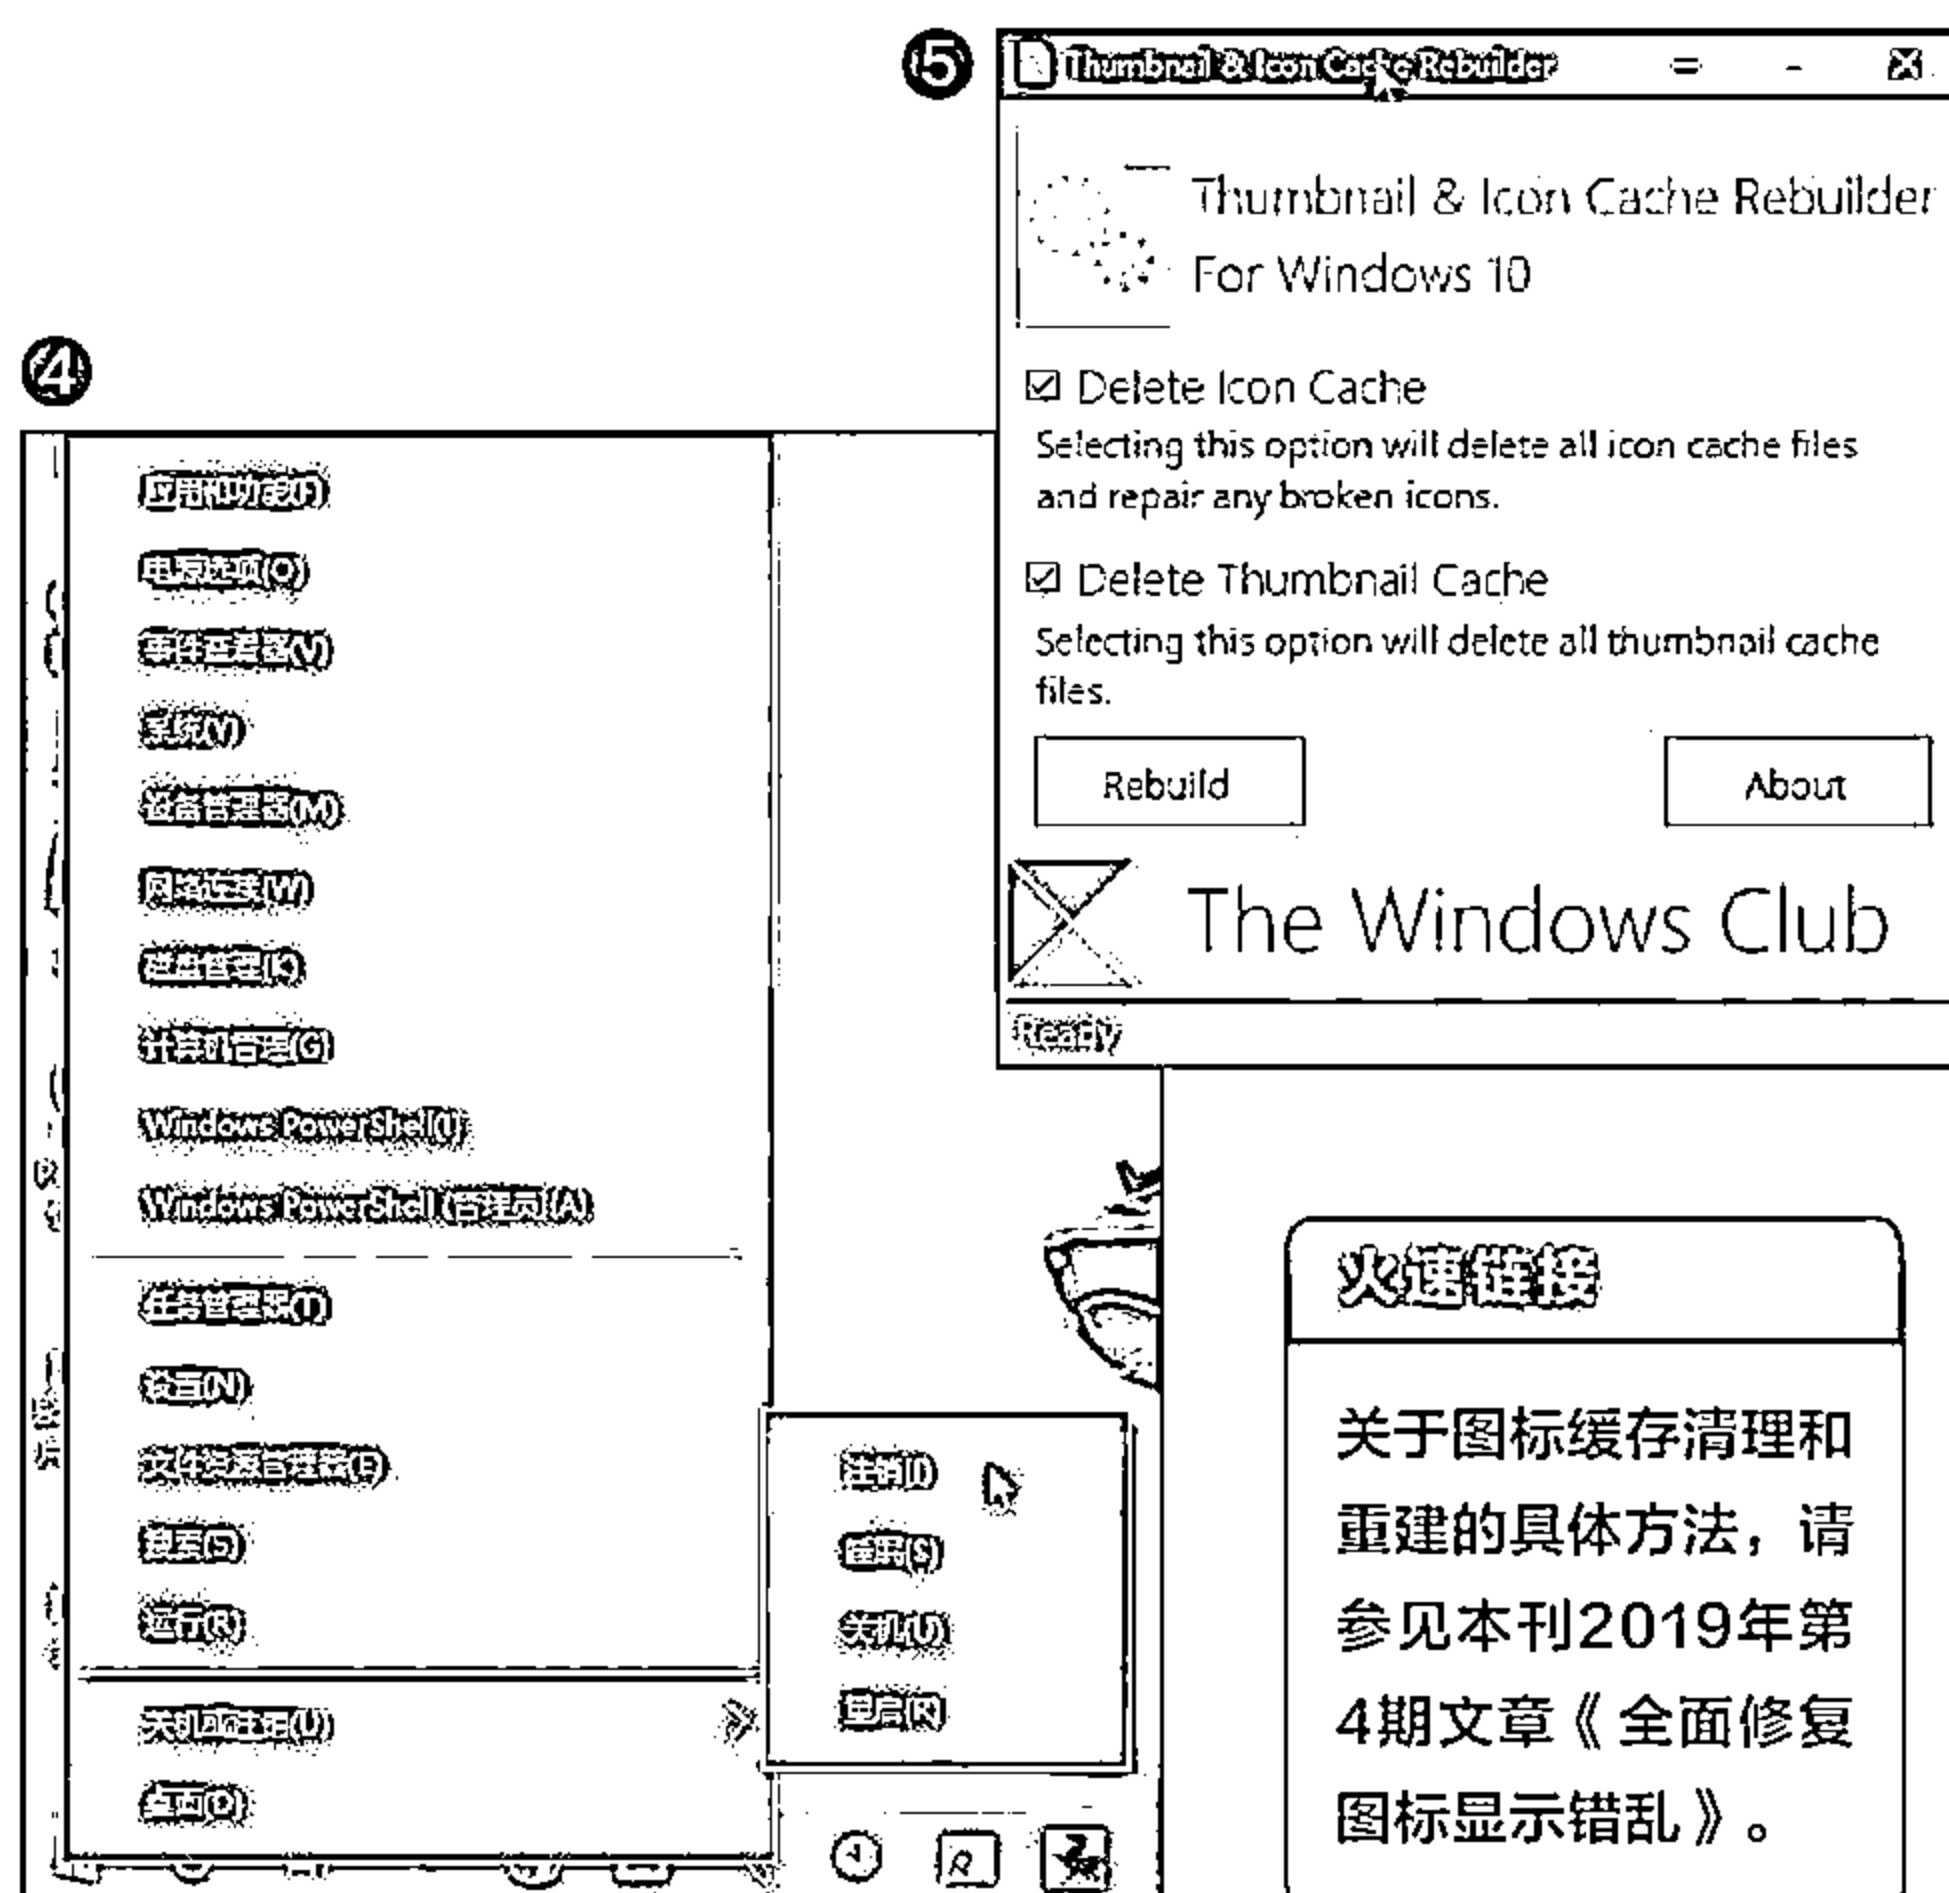 ⑤
Thumbnail & Icon Cache Rebuilder
Thumbnail & Icon Cache Rebuilder
For Windows 10
Delete Icon Cache
Selecting this option will delete all icon cache files
and repair any broken icons.
Delete Thumbnail Cache
Selecting this option will delete all thumbnail cache
files.
Rebuild
About
The Windows Club
Ready
④
应用和功能(F)
电源选项(O)
事件查看器(V)
系统(Y)
设备管理器(M)
网络连接(W)
磁盘管理(K)
计算机管理(G)
Windows PowerShell(I)
Windows PowerShell (管理员)(A)
任务管理器(T)
设置(N)
文件资源管理器(E)
搜索(S)
运行(R)
关机或注销(U)
桌面(D)
注销(I)
睡眠(S)
关机(U)
重启(R)
火速链接
关于图标缓存清理和
重建的具体方法，请
参见本刊2019年第
4期文章《全面修复
图标显示错乱》。